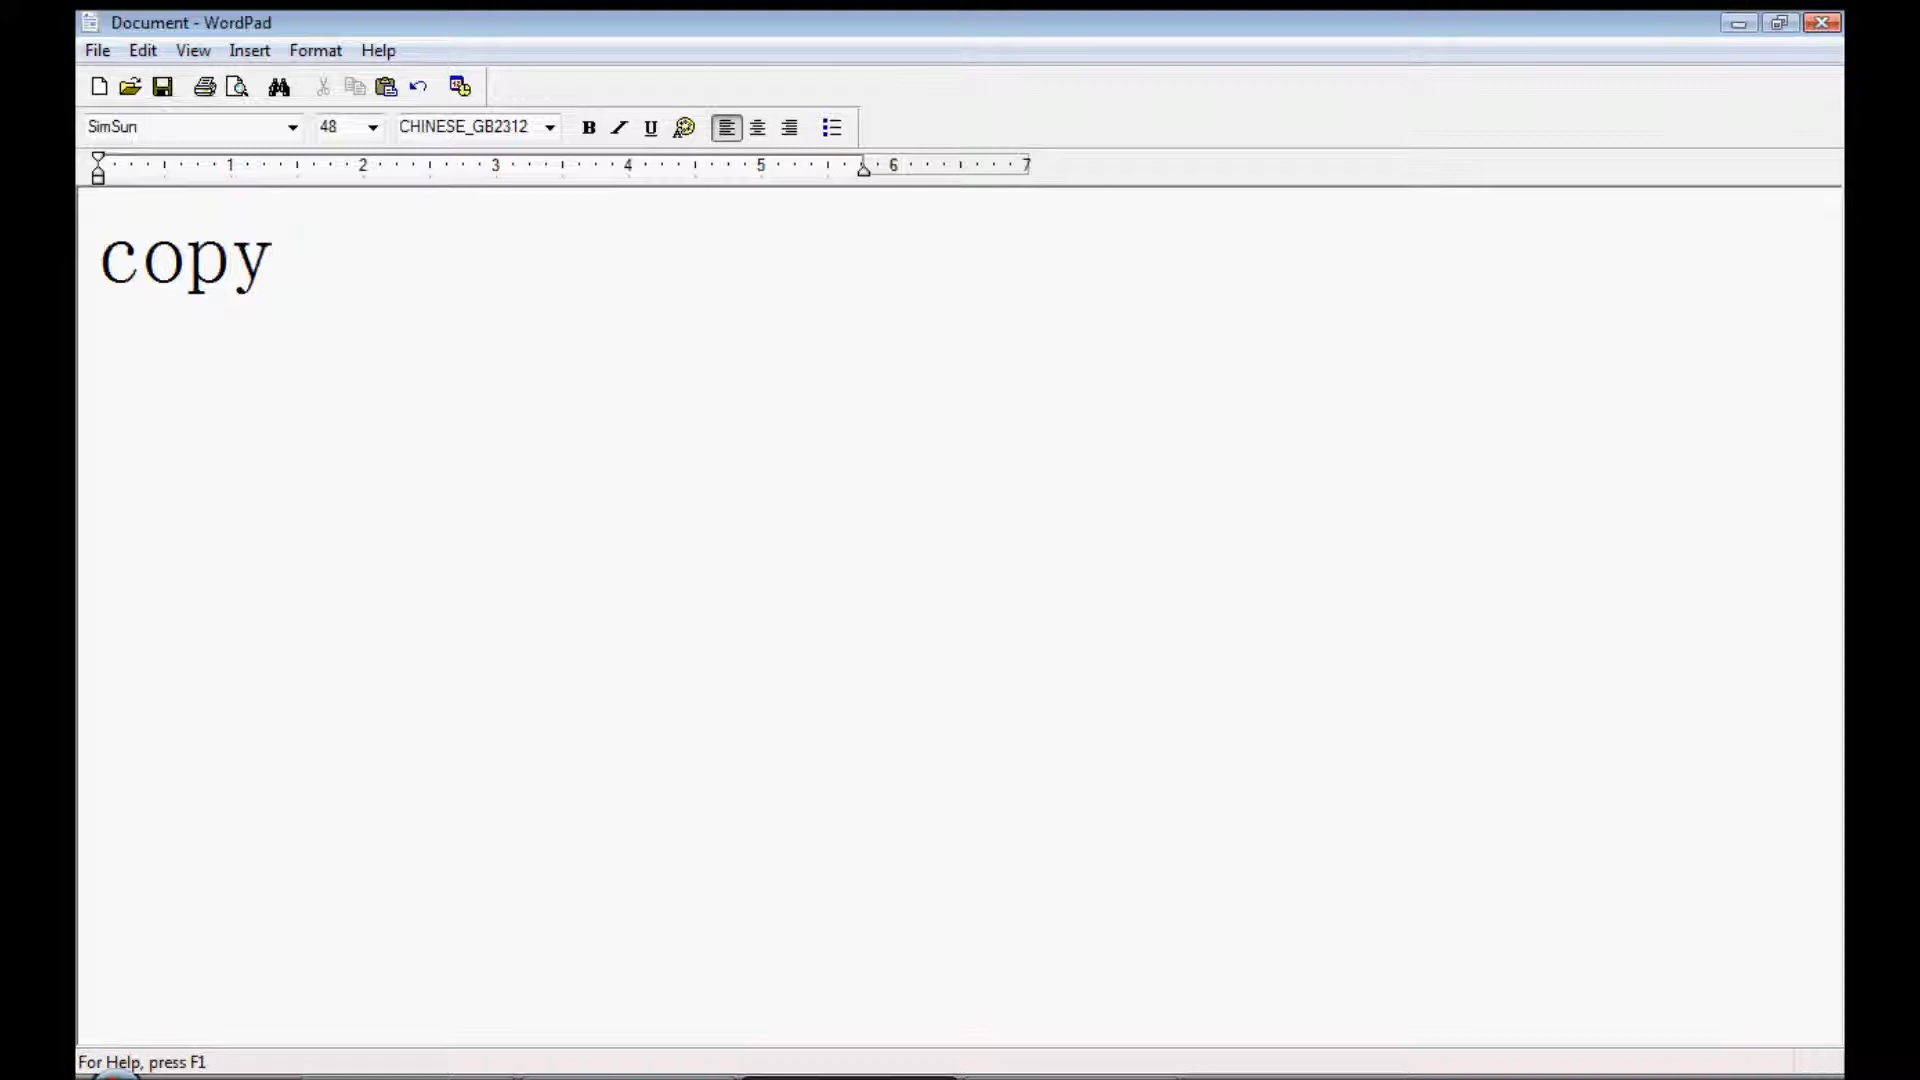 Document - WordPad
File Edit View Insert Format Help
SimSun 48 CHINESE_GB2312 B I U
1 2 3 4 5 6 7
copy
For Help, press F1